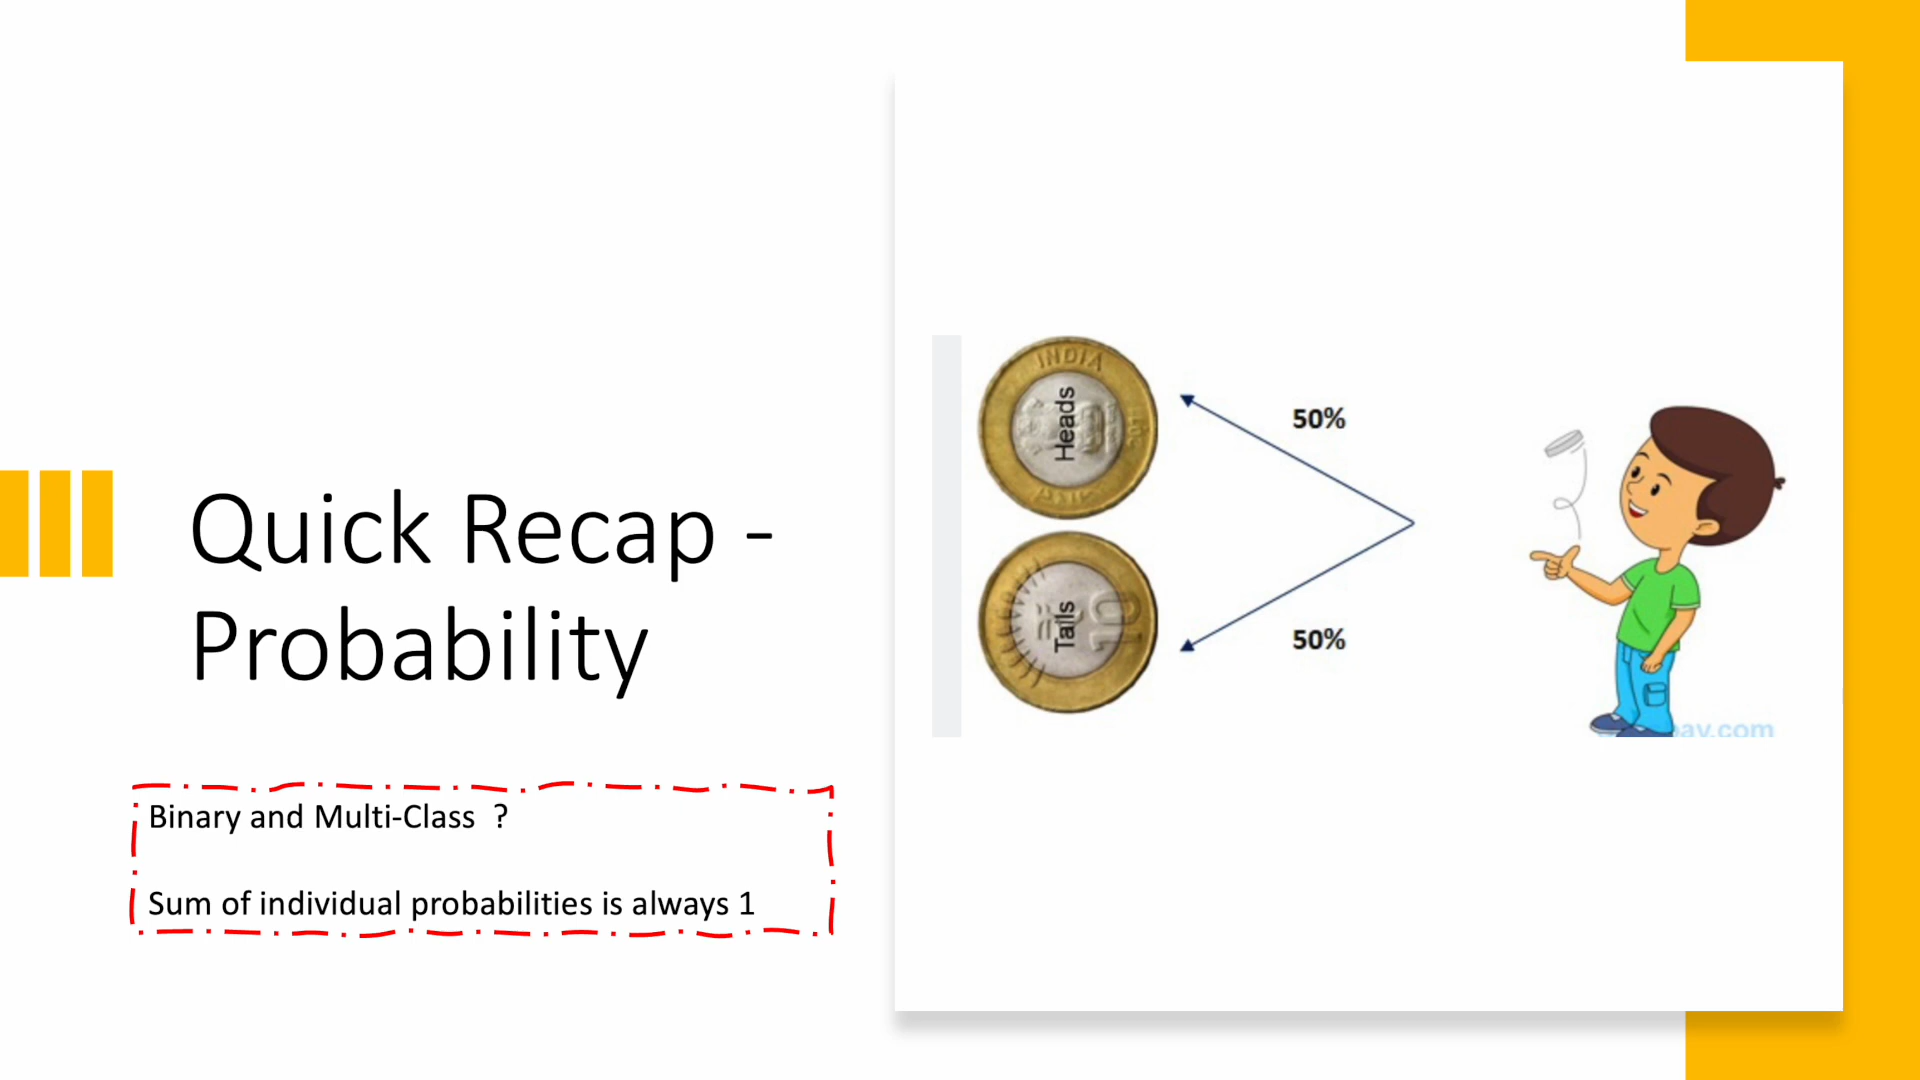 Quick Recap -
Probability
Binary and Multi-Class ?
Sum of individual probabilities is always 1
INDIA
Heads
50%
Tails
10
50%